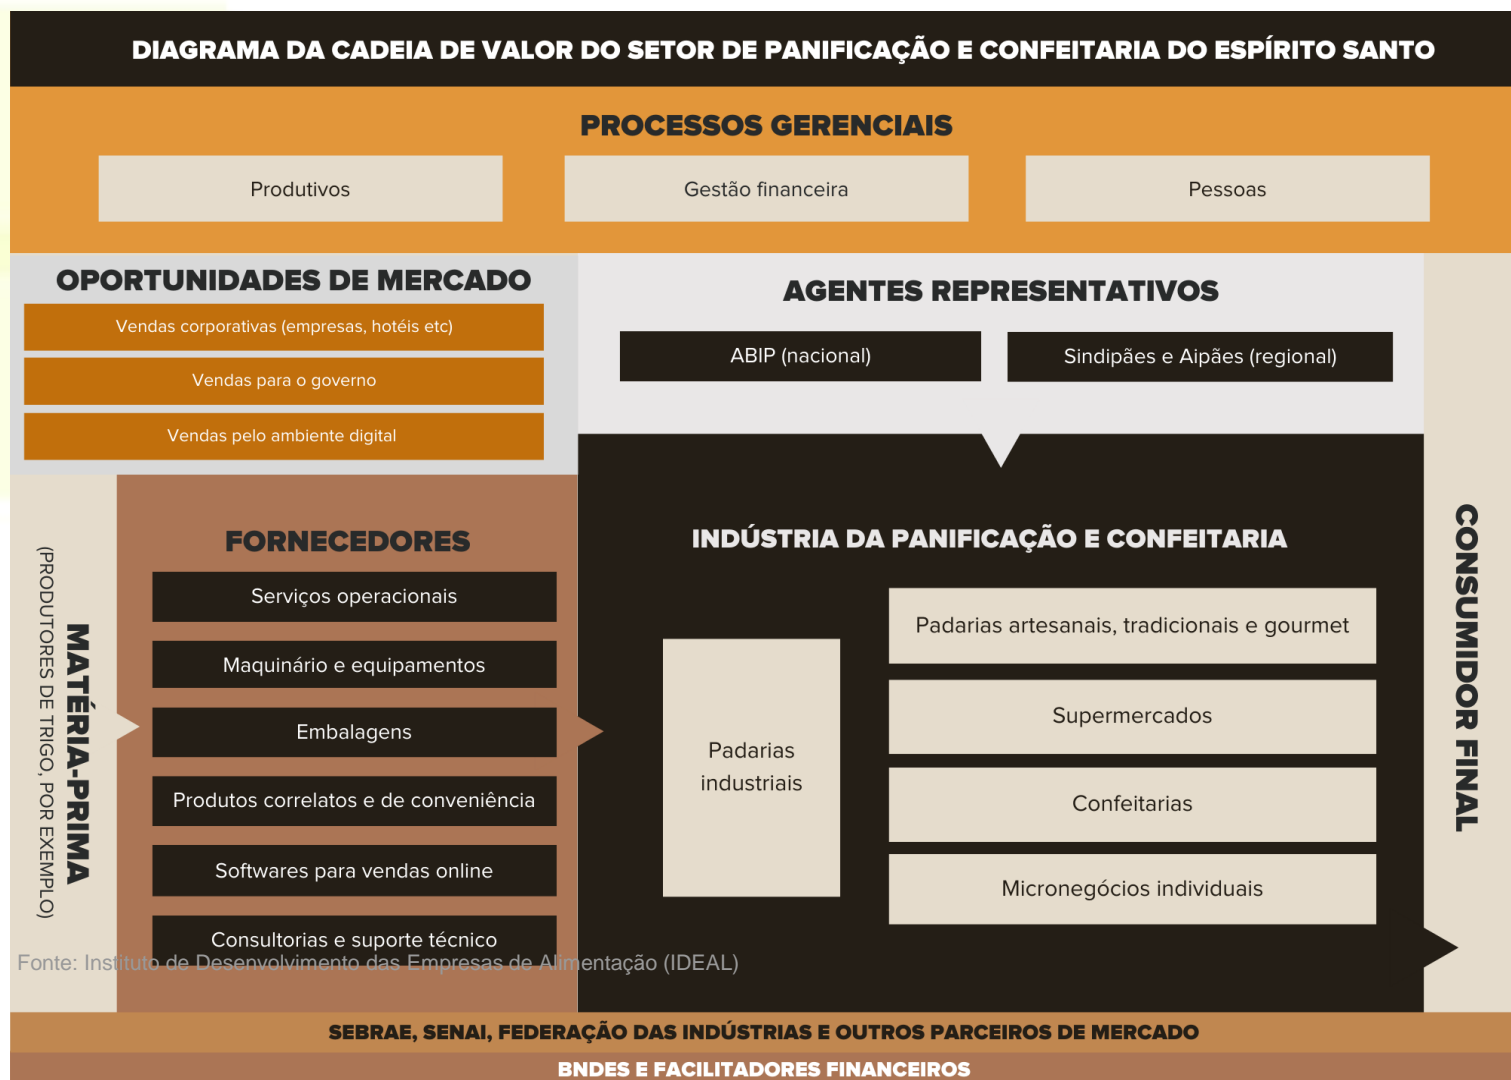 DIAGRAMA DA CADEIA DE VALOR DO SETOR DE PANIFICAÇÃO E CONFEITARIA DO ESPÍRITO SANTO
PROCESSOS GERENCIAIS
Produtivos
Gestão financeira
Pessoas
OPORTUNIDADES DE MERCADO
Vendas corporativas (empresas, hotéis etc)
Vendas para o governo
Vendas pelo ambiente digital
AGENTES REPRESENTATIVOS
ABIP (nacional)
Sindipães e Aipães (regional)
MATÉRIA-PRIMA
(PRODUTORES DE TRIGO, POR EXEMPLO)
FORNECEDORES
Serviços operacionais
Maquinário e equipamentos
Embalagens
Produtos correlatos e de conveniência
Softwares para vendas online
Consultorias e suporte técnico
INDÚSTRIA DA PANIFICAÇÃO E CONFEITARIA
Padarias
industriais
Padarias artesanais, tradicionais e gourmet
Supermercados
Confeitarias
Micronegócios individuais
CONSUMIDOR FINAL
Fonte: Instituto de Desenvolvimento das Empresas de Alimentação (IDEAL)
SEBRAE, SENAI, FEDERAÇÃO DAS INDÚSTRIAS E OUTROS PARCEIROS DE MERCADO
BNDES E FACILITADORES FINANCEIROS